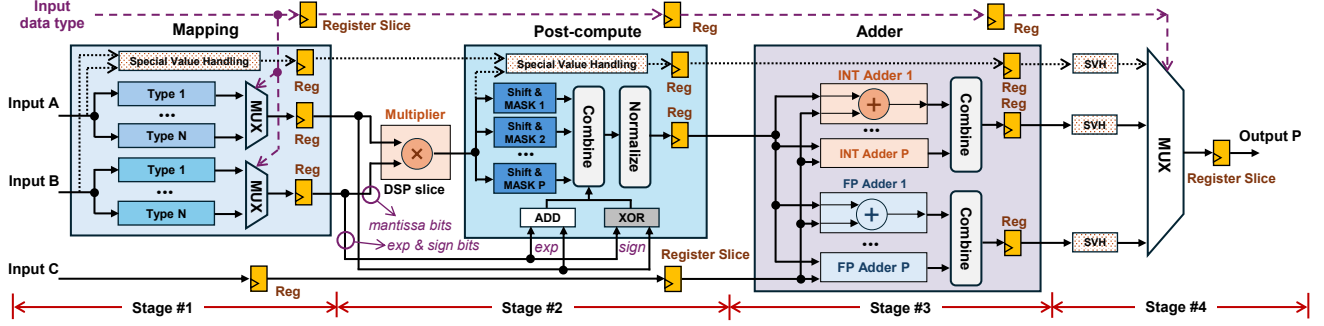 Input
data type
Register Slice
Reg
Mapping
Special Value Handling
Reg
Input A
Type 1
...
Type N
MUX
Reg
Input B
Type 1
...
Type N
MUX
Reg
Multiplier
×
DSP slice
mantissa bits
exp & sign bits
Post-compute
Special Value Handling
Reg
Shift &
MASK 1
Shift &
MASK 2
...
Shift &
MASK P
Combine
Normalize
Reg
ADD
XOR
exp
sign
Adder
INT Adder 1
+
...
INT Adder P
Combine
Reg
Reg
FP Adder 1
+
...
FP Adder P
Combine
Reg
Reg
SVH
SVH
SVH
MUX
Output P
Register Slice
Input C
Reg
Register Slice
Stage #1
Stage #2
Stage #3
Stage #4